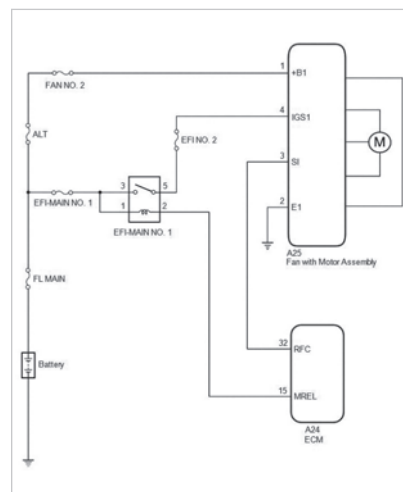 1
+B1
FAN NO. 2
4
IGS1
ALT
EFI NO. 2
3
SI
M
3
5
EFI-MAIN NO. 1
1
2
2
E1
EFI-MAIN NO. 1
A25
Fan with Motor Assembly
FL MAIN
32
RFC
Battery
15
MREL
A24
ECM